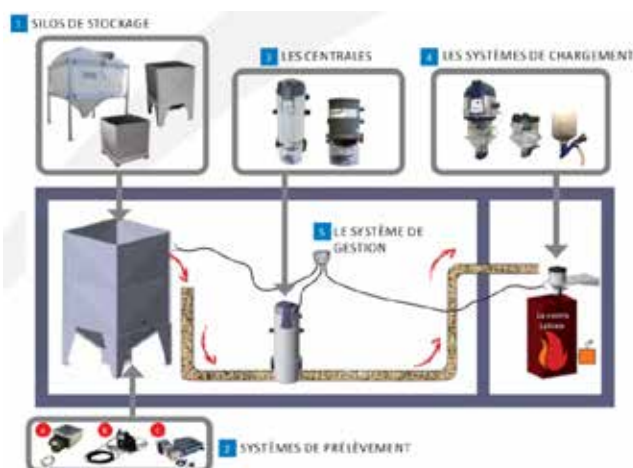 1 SILOS DE STOCKAGE
3 LES CENTRALES
4 LES SYSTÈMES DE CHARGEMENT
5 LE SYSTÈME DE
GESTION
A B C
2 SYSTÈMES DE PRÉLÈVEMENT